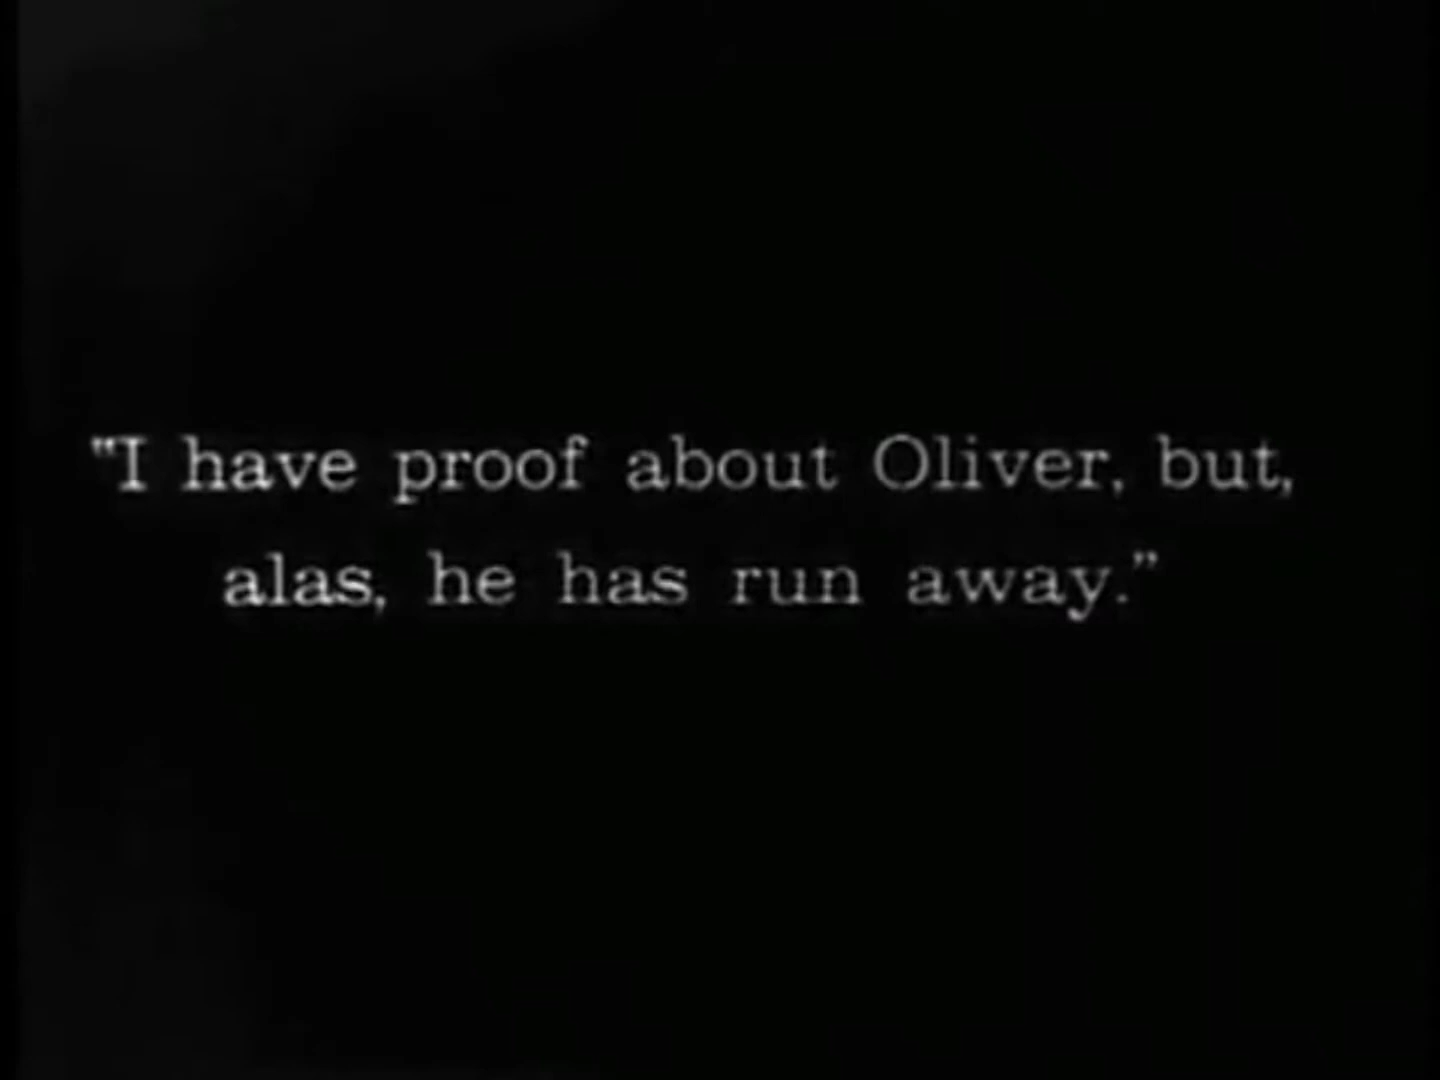 "I have proof about Oliver, but,
alas, he has run away.”